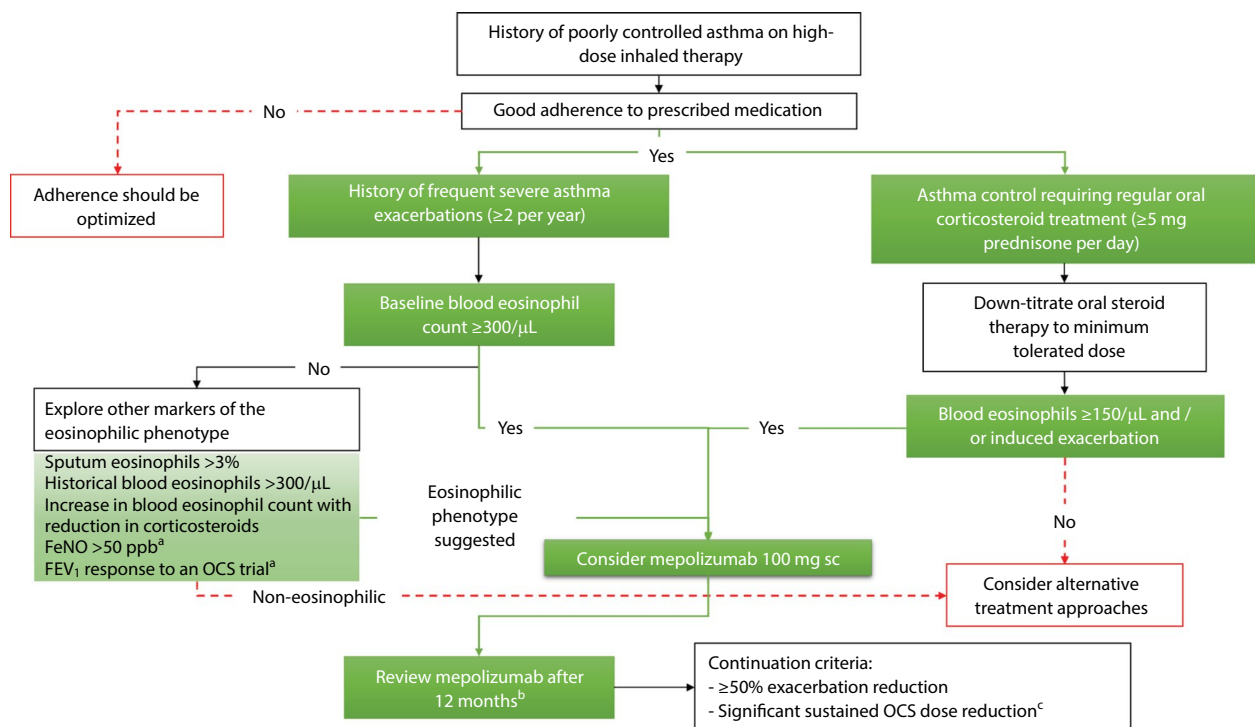 History of poorly controlled asthma on high-
dose inhaled therapy
Good adherence to prescribed medication
No
Yes
Adherence should be
optimized
History of frequent severe asthma
exacerbations (≥2 per year)
Asthma control requiring regular oral
corticosteroid treatment (≥5 mg
prednisone per day)
Baseline blood eosinophil
count ≥300/μL
Down-titrate oral steroid
therapy to minimum
tolerated dose
No
Explore other markers of the
eosinophilic phenotype
Yes
Yes
Blood eosinophils ≥150/μL and /
or induced exacerbation
Sputum eosinophils >3%
Historical blood eosinophils >300/μL
Increase in blood eosinophil count with
reduction in corticosteroids
FeNO >50 ppbᵃ
FEV₁ response to an OCS trialᵃ
Eosinophilic
phenotype
suggested
No
Consider mepolizumab 100 mg sc
Non-eosinophilic
Consider alternative
treatment approaches
Review mepolizumab after
12 monthsᵇ
Continuation criteria:
- ≥50% exacerbation reduction
- Significant sustained OCS dose reductionᶜ